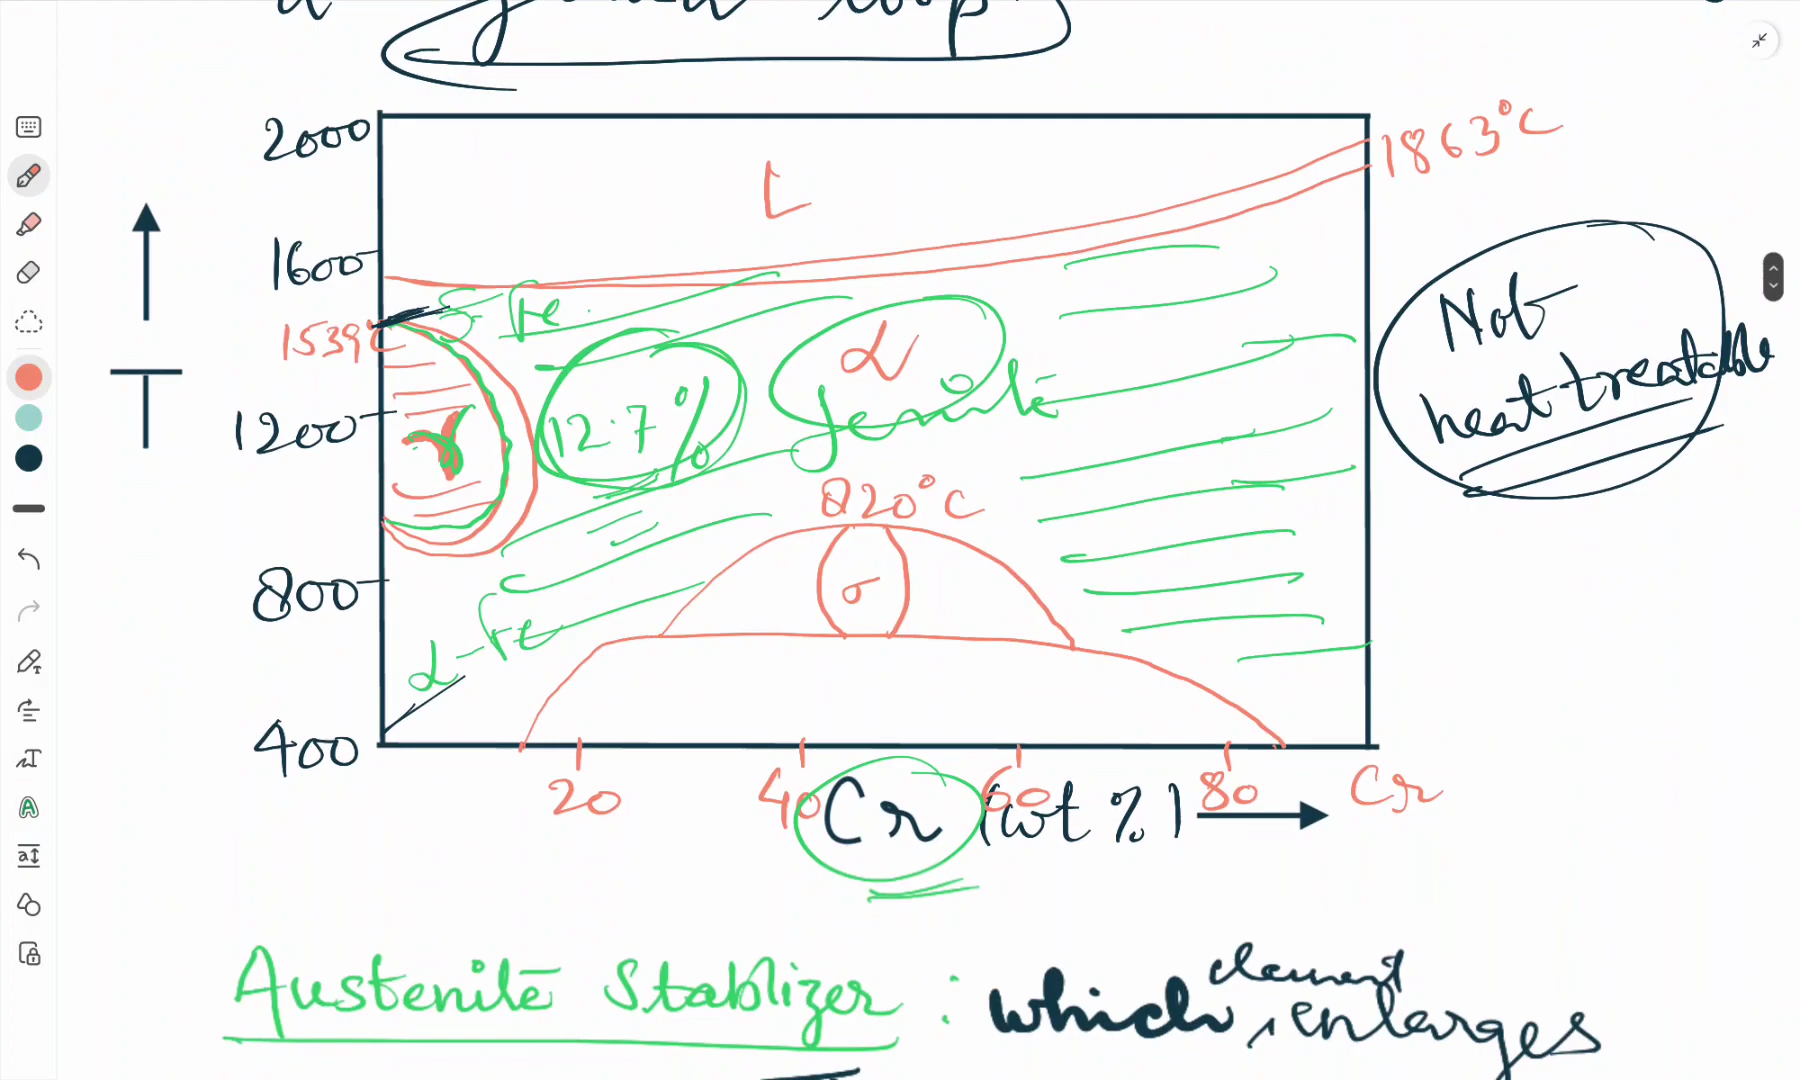 loop
2000
1863°C
L
1600
δ-Fe
1539°C
α
ferrite
Not
heat treatable
1200
γ
12.7%
820°C
800
σ
α-Fe
400
20
40
60
80
Cr
Cr (wt %)
T
Austenite Stablizer : which element enlarges